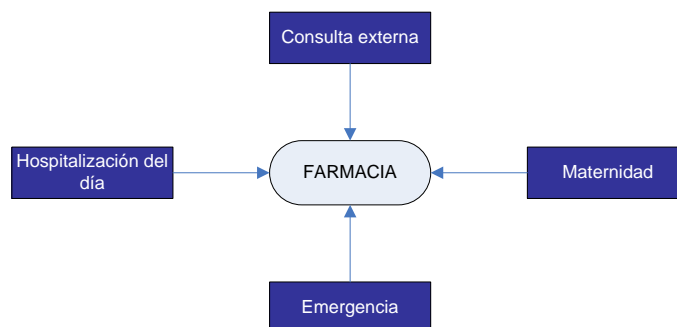 Consulta externa
Hospitalización del
día
FARMACIA
Maternidad
Emergencia